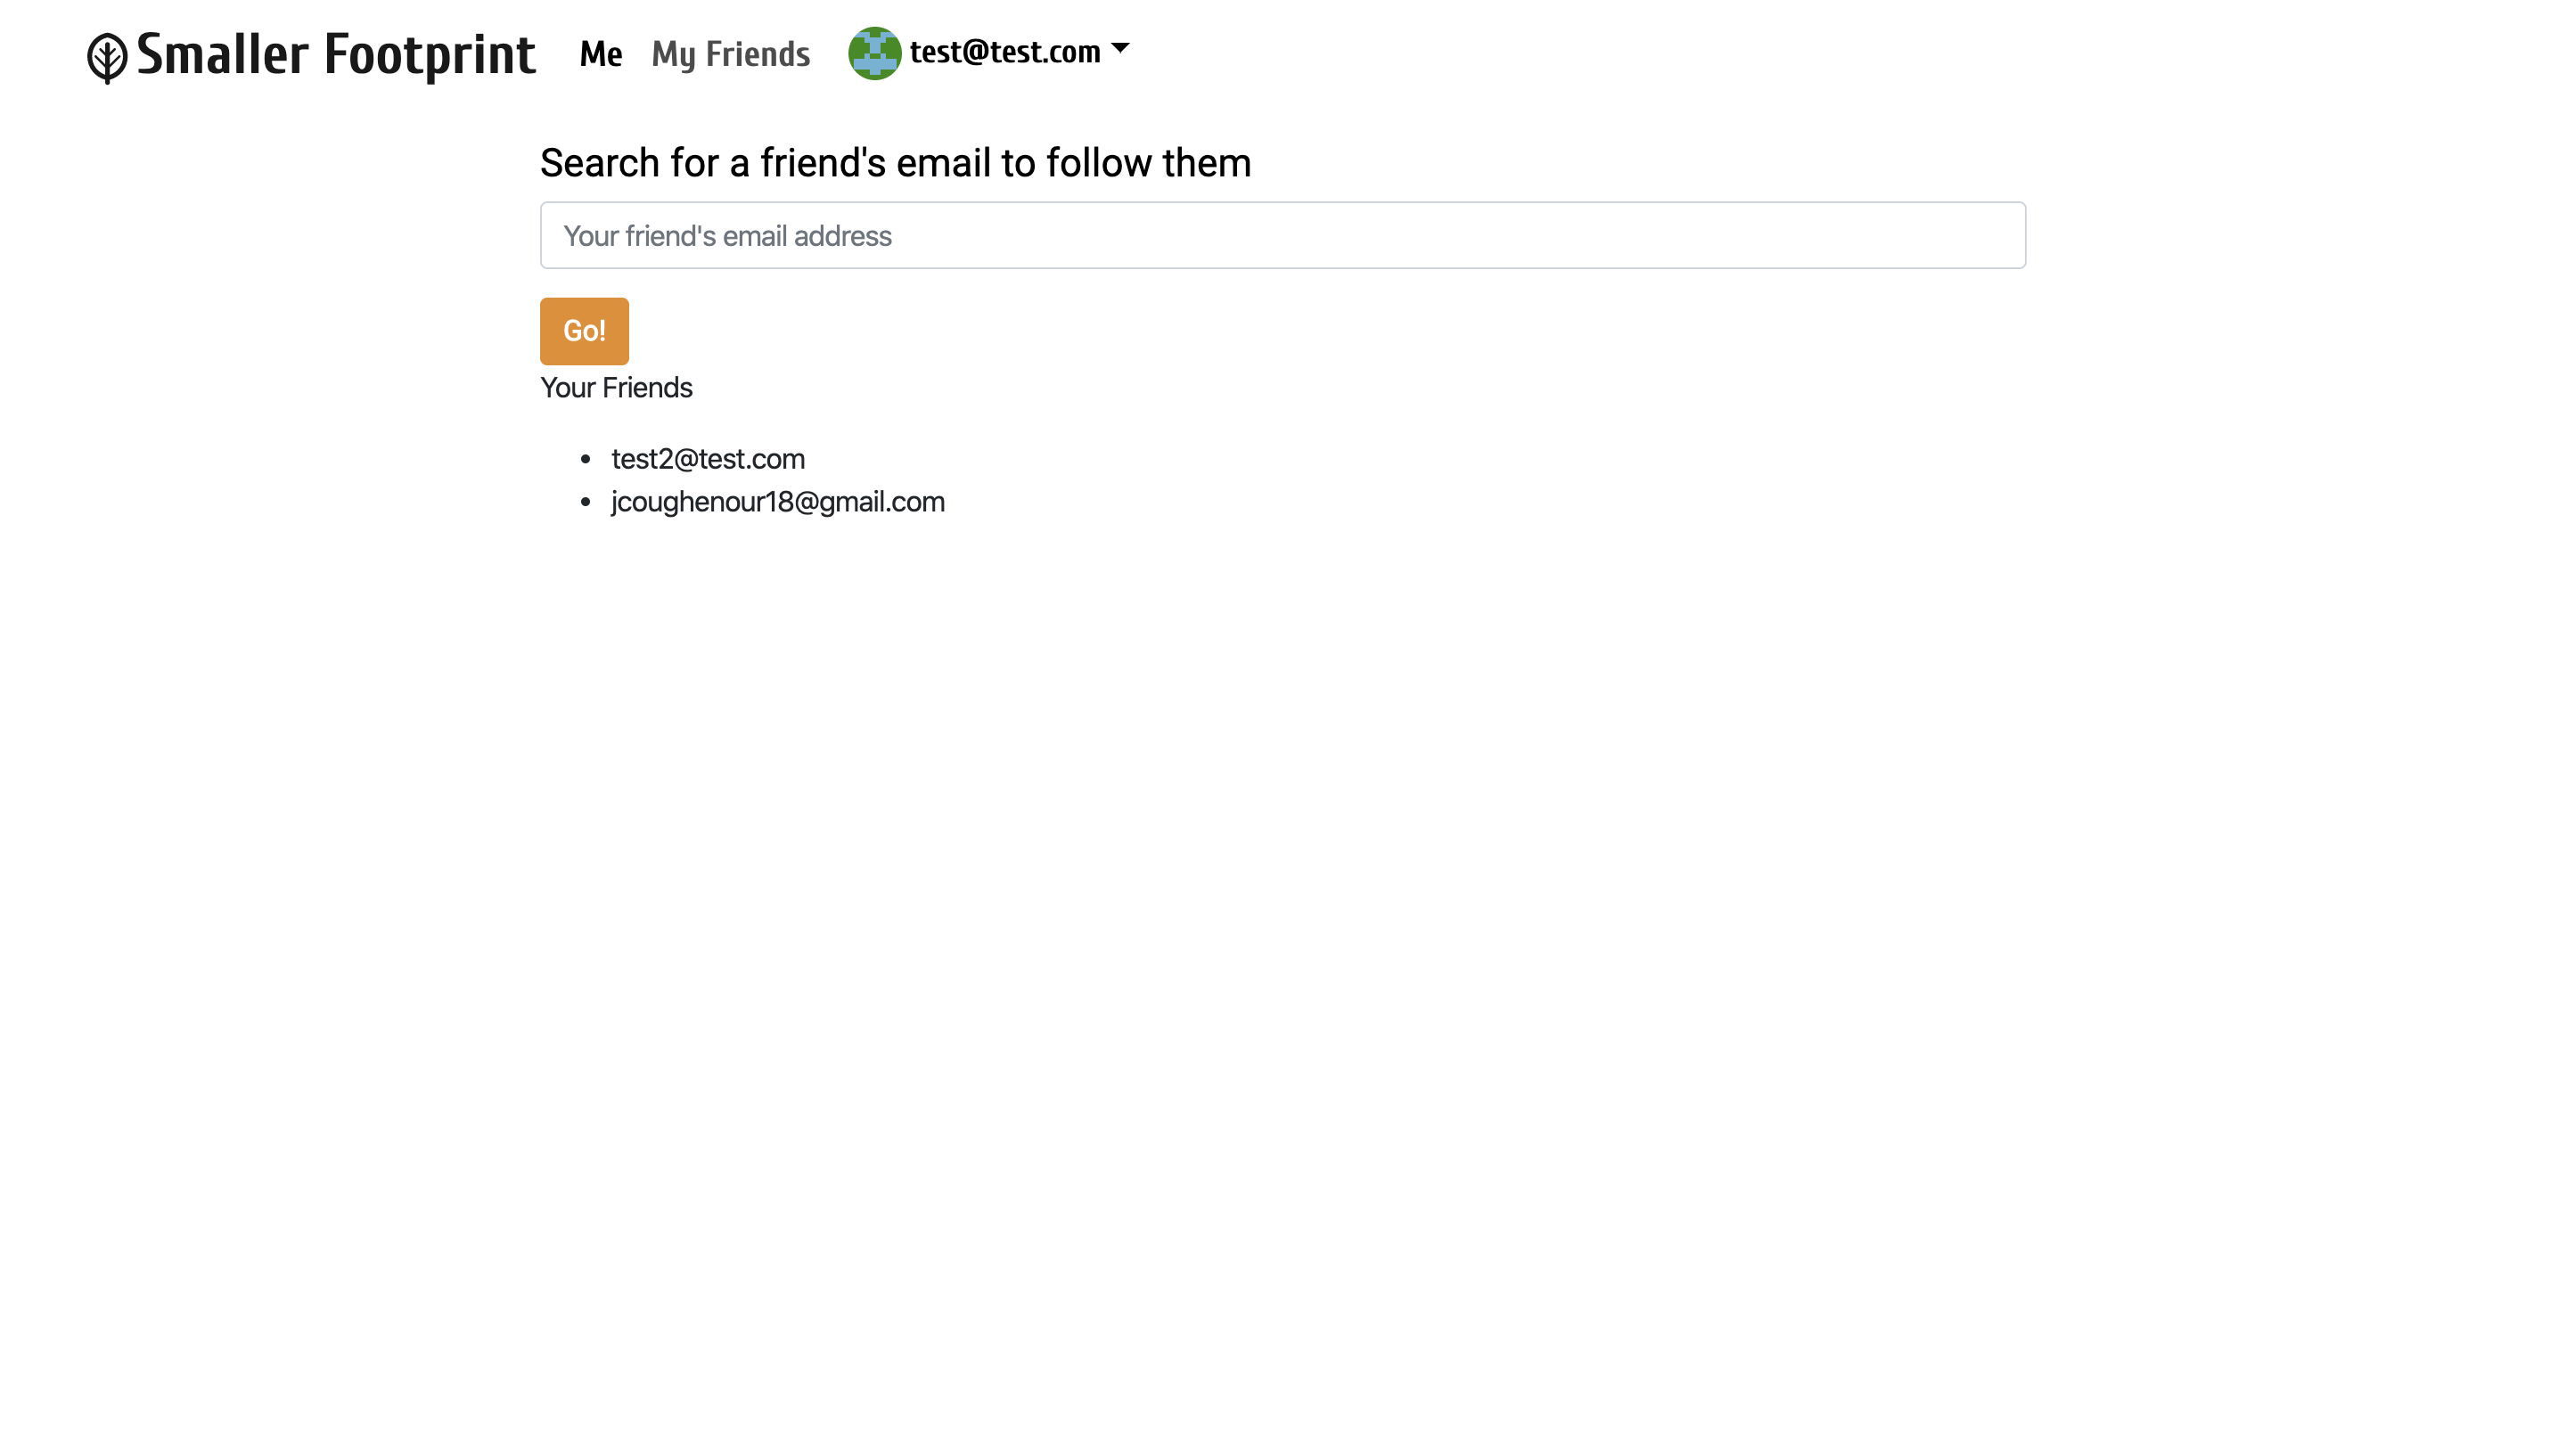 Smaller Footprint Me My Friends test@test.com
Search for a friend's email to follow them
Your friend's email address
Go!
Your Friends
test2@test.com
jcoughenour18@gmail.com